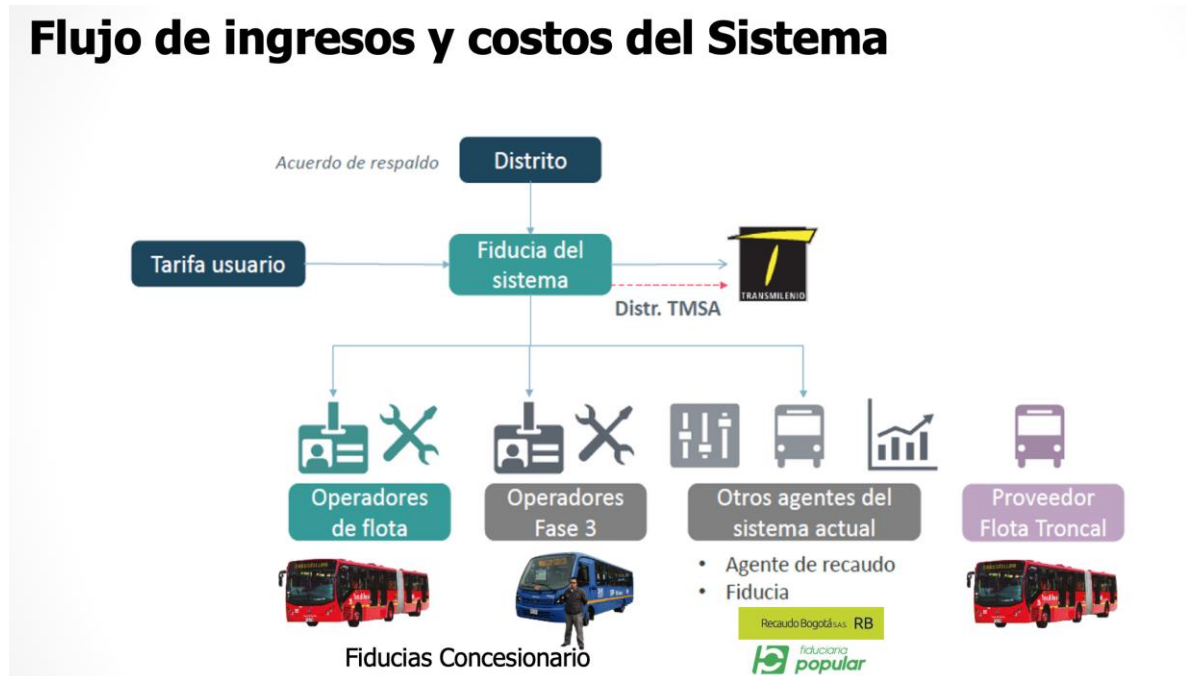 Flujo de ingresos y costos del Sistema
Acuerdo de respaldo
Distrito
Tarifa usuario
Fiducia del
sistema
TRANSMILENIO
Distr. TMSA
Operadores
de flota
Operadores
Fase 3
Otros agentes del
sistema actual
Proveedor
Flota Troncal
• Agente de recaudo
• Fiducia
Recaudo Bogotá S.A.S. RB
fiduciaria
popular
Fiducias Concesionario